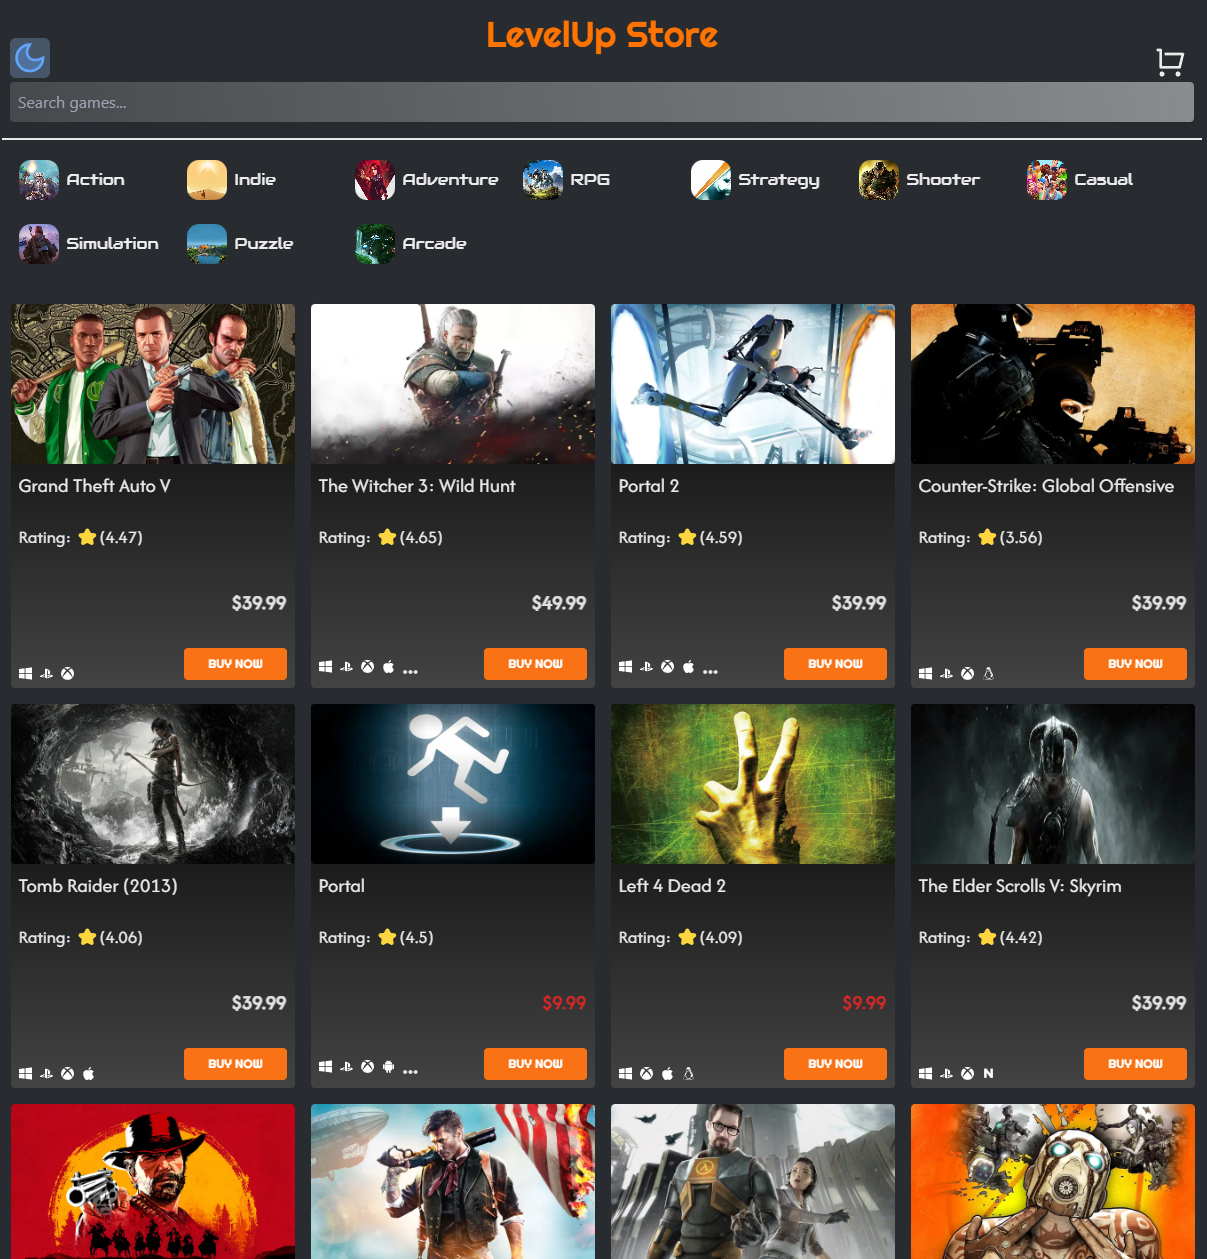 LevelUp Store
Search games...
Action Indie Adventure RPG Strategy Shooter Casual
Simulation Puzzle Arcade
Grand Theft Auto V The Witcher 3: Wild Hunt Portal 2 Counter-Strike: Global Offensive
Rating: (4.47) Rating: (4.65) Rating: (4.59) Rating: (3.56)
$39.99 $49.99 $39.99 $39.99
BUY NOW BUY NOW BUY NOW BUY NOW
Tomb Raider (2013) Portal Left 4 Dead 2 The Elder Scrolls V: Skyrim
Rating: (4.06) Rating: (4.5) Rating: (4.09) Rating: (4.42)
$39.99 $9.99 $9.99 $39.99
BUY NOW BUY NOW BUY NOW BUY NOW